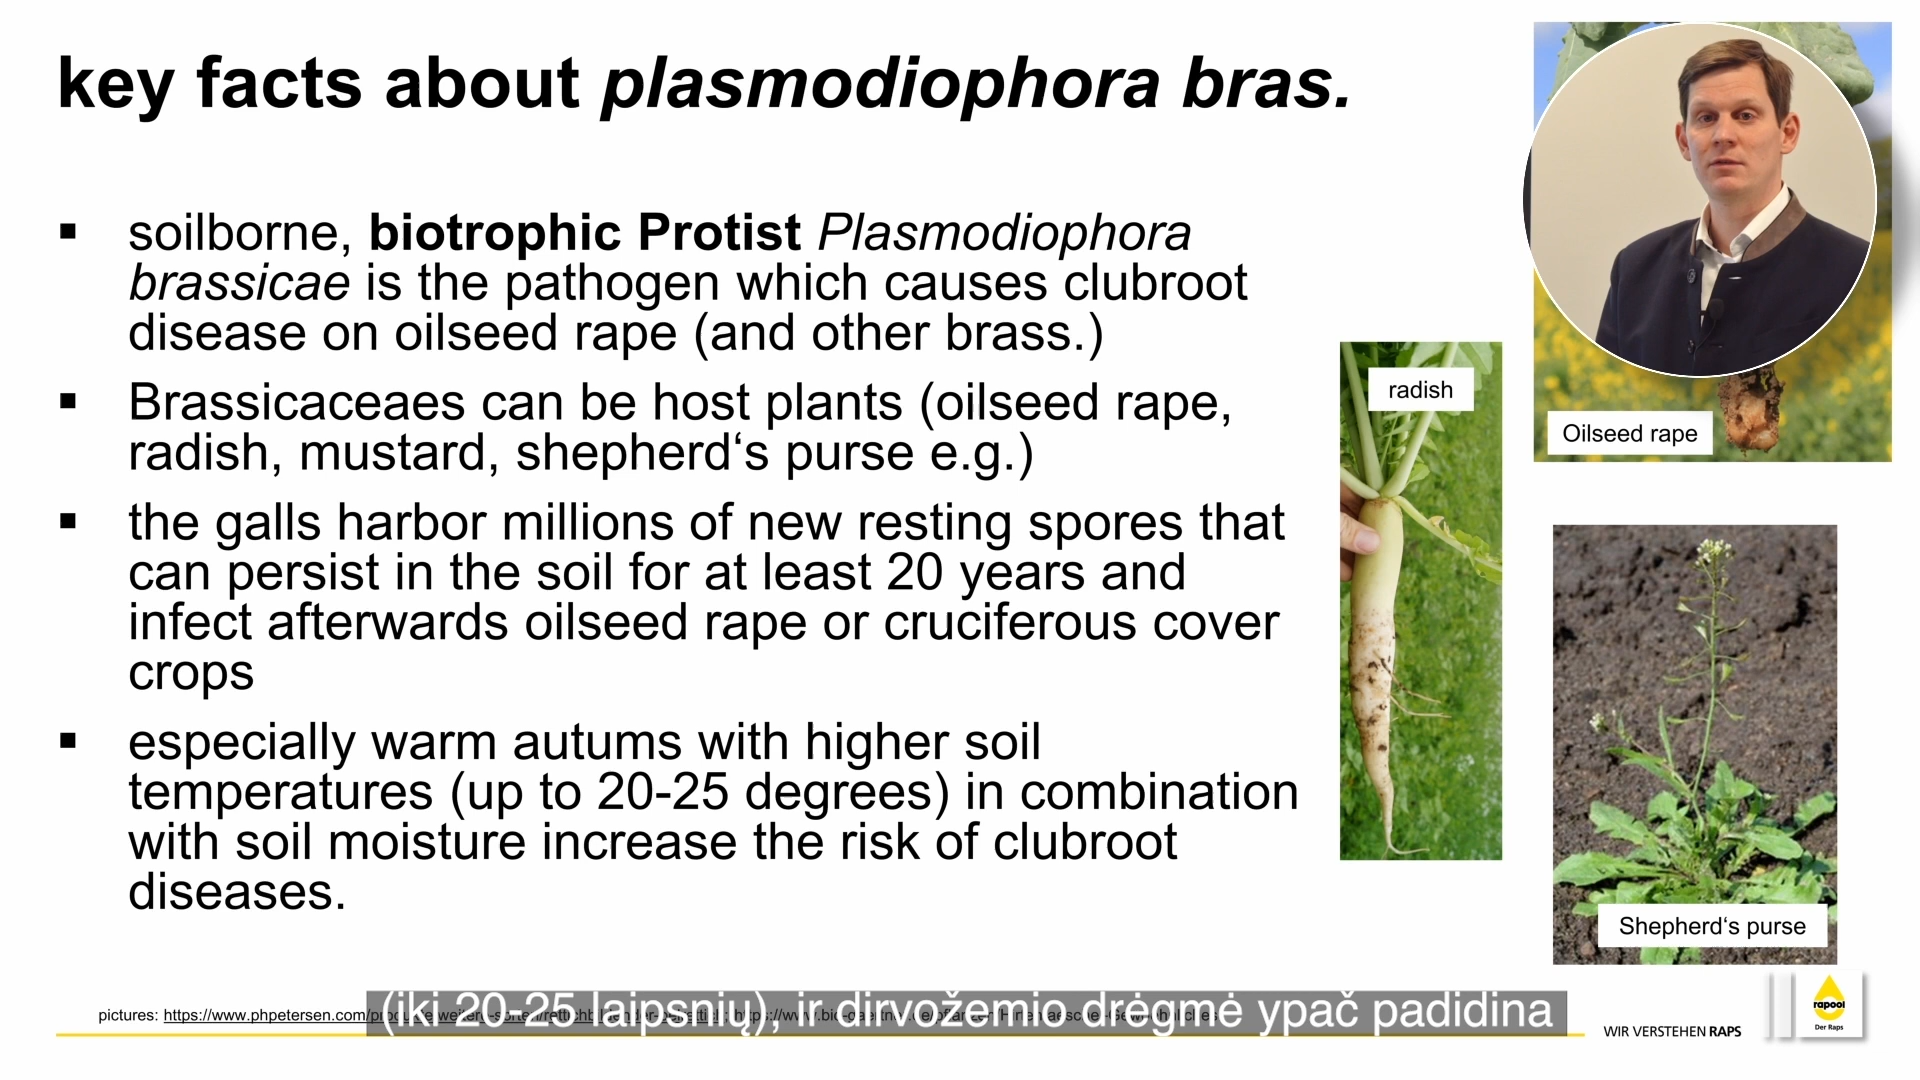 key facts about plasmodiophora bras.
▪ soilborne, biotrophic Protist Plasmodiophora
brassicae is the pathogen which causes clubroot
disease on oilseed rape (and other brass.)
▪ Brassicaceaes can be host plants (oilseed rape,
radish, mustard, shepherd‘s purse e.g.)
▪ the galls harbor millions of new resting spores that
can persist in the soil for at least 20 years and
infect afterwards oilseed rape or cruciferous cover
crops
▪ especially warm autums with higher soil
temperatures (up to 20-25 degrees) in combination
with soil moisture increase the risk of clubroot
diseases.
radish
Oilseed rape
Shepherd‘s purse
pictures: https://www.phpetersen.com/
(iki 20-25 laipsnių), ir dirvožemio drėgmė ypač padidina
WIR VERSTEHEN RAPS
rapool
Der Raps